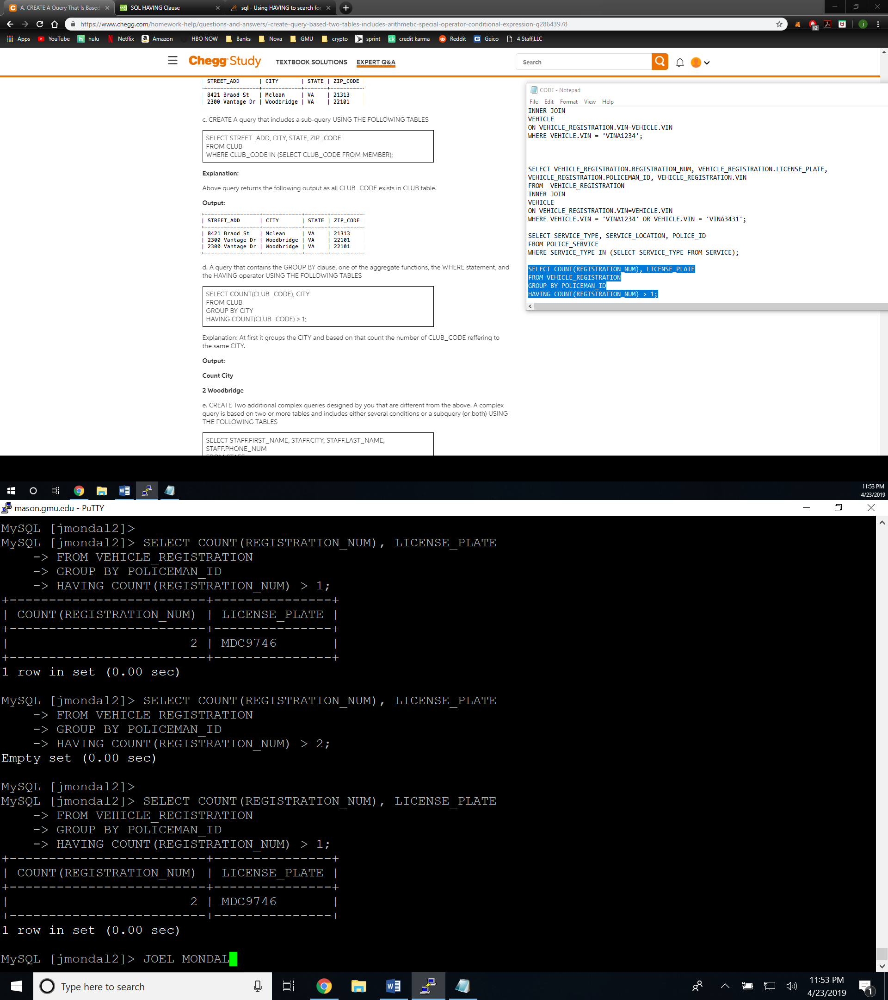 A. CREATE A Query That Is Based
SQL HAVING Clause
sql - Using HAVING to search for
https://www.chegg.com/homework-help/questions-and-answers/-create-query-based-two-tables-includes-arithmetic-special-operator-conditional-expression-q28643978
12
j
Apps YouTube hulu Netflix Amazon HBO NOW Banks Nova GMU crypto sprint credit karma Reddit Geico 4 Staff,LLC
Chegg Study TEXTBOOK SOLUTIONS EXPERT Q&A Search
STREET_ADD | CITY | STATE | ZIP_CODE
8421 Braod St | Mclean | VA | 21313
2300 Vantage Dr | Woodbridge | VA | 22101
c. CREATE A query that includes a sub-query USING THE FOLLOWING TABLES
SELECT STREET_ADD, CITY, STATE, ZIP_CODE
FROM CLUB
WHERE CLUB_CODE IN (SELECT CLUB_CODE FROM MEMBER);
Explanation:
Above query returns the following output as all CLUB_CODE exists in CLUB table.
Output:
| STREET_ADD | CITY | STATE | ZIP_CODE
| 8421 Braod St | Mclean | VA | 21313
| 2300 Vantage Dr | Woodbridge | VA | 22101
| 2300 Vantage Dr | Woodbridge | VA | 22101
d. A query that contains the GROUP BY clause, one of the aggregate functions, the WHERE statement, and
the HAVING operator USING THE FOLLOWING TABLES
SELECT COUNT(CLUB_CODE), CITY
FROM CLUB
GROUP BY CITY
HAVING COUNT(CLUB_CODE) > 1;
Explanation: At first it groups the CITY and based on that count the number of CLUB_CODE reffering to
the same CITY.
Output:
Count City
2 Woodbridge
e. CREATE Two additional complex queries designed by you that are different from the above. A complex
query is based on two or more tables and includes either several conditions or a subquery (or both) USING
THE FOLLOWING TABLES
SELECT STAFF.FIRST_NAME, STAFF.CITY, STAFF.LAST_NAME,
STAFF.PHONE_NUM
FROM STAFF
CODE - Notepad
File Edit Format View Help
INNER JOIN
VEHICLE
ON VEHICLE_REGISTRATION.VIN=VEHICLE.VIN
WHERE VEHICLE.VIN = 'VINA1234';
SELECT VEHICLE_REGISTRATION.REGISTRATION_NUM, VEHICLE_REGISTRATION.LICENSE_PLATE,
VEHICLE_REGISTRATION.POLICEMAN_ID, VEHICLE_REGISTRATION.VIN
FROM  VEHICLE_REGISTRATION
INNER JOIN
VEHICLE
ON VEHICLE_REGISTRATION.VIN=VEHICLE.VIN
WHERE VEHICLE.VIN = 'VINA1234' OR VEHICLE.VIN = 'VINA3431';
SELECT SERVICE_TYPE, SERVICE_LOCATION, POLICE_ID
FROM POLICE_SERVICE
WHERE SERVICE_TYPE IN (SELECT SERVICE_TYPE FROM SERVICE);
SELECT COUNT(REGISTRATION_NUM), LICENSE_PLATE
FROM VEHICLE_REGISTRATION
GROUP BY POLICEMAN_ID
HAVING COUNT(REGISTRATION_NUM) > 1;
11:53 PM
4/23/2019
mason.gmu.edu - PuTTY
MySQL [jmondal2]>
MySQL [jmondal2]> SELECT COUNT(REGISTRATION_NUM), LICENSE_PLATE
-> FROM VEHICLE_REGISTRATION
-> GROUP BY POLICEMAN_ID
-> HAVING COUNT(REGISTRATION_NUM) > 1;
+-------------------------+---------------+
| COUNT(REGISTRATION_NUM) | LICENSE_PLATE |
+-------------------------+---------------+
| 2 | MDC9746 |
+-------------------------+---------------+
1 row in set (0.00 sec)
MySQL [jmondal2]> SELECT COUNT(REGISTRATION_NUM), LICENSE_PLATE
-> FROM VEHICLE_REGISTRATION
-> GROUP BY POLICEMAN_ID
-> HAVING COUNT(REGISTRATION_NUM) > 2;
Empty set (0.00 sec)
MySQL [jmondal2]>
MySQL [jmondal2]> SELECT COUNT(REGISTRATION_NUM), LICENSE_PLATE
-> FROM VEHICLE_REGISTRATION
-> GROUP BY POLICEMAN_ID
-> HAVING COUNT(REGISTRATION_NUM) > 1;
+-------------------------+---------------+
| COUNT(REGISTRATION_NUM) | LICENSE_PLATE |
+-------------------------+---------------+
| 2 | MDC9746 |
+-------------------------+---------------+
1 row in set (0.00 sec)
MySQL [jmondal2]> JOEL MONDAL
Type here to search
11:53 PM
4/23/2019
1